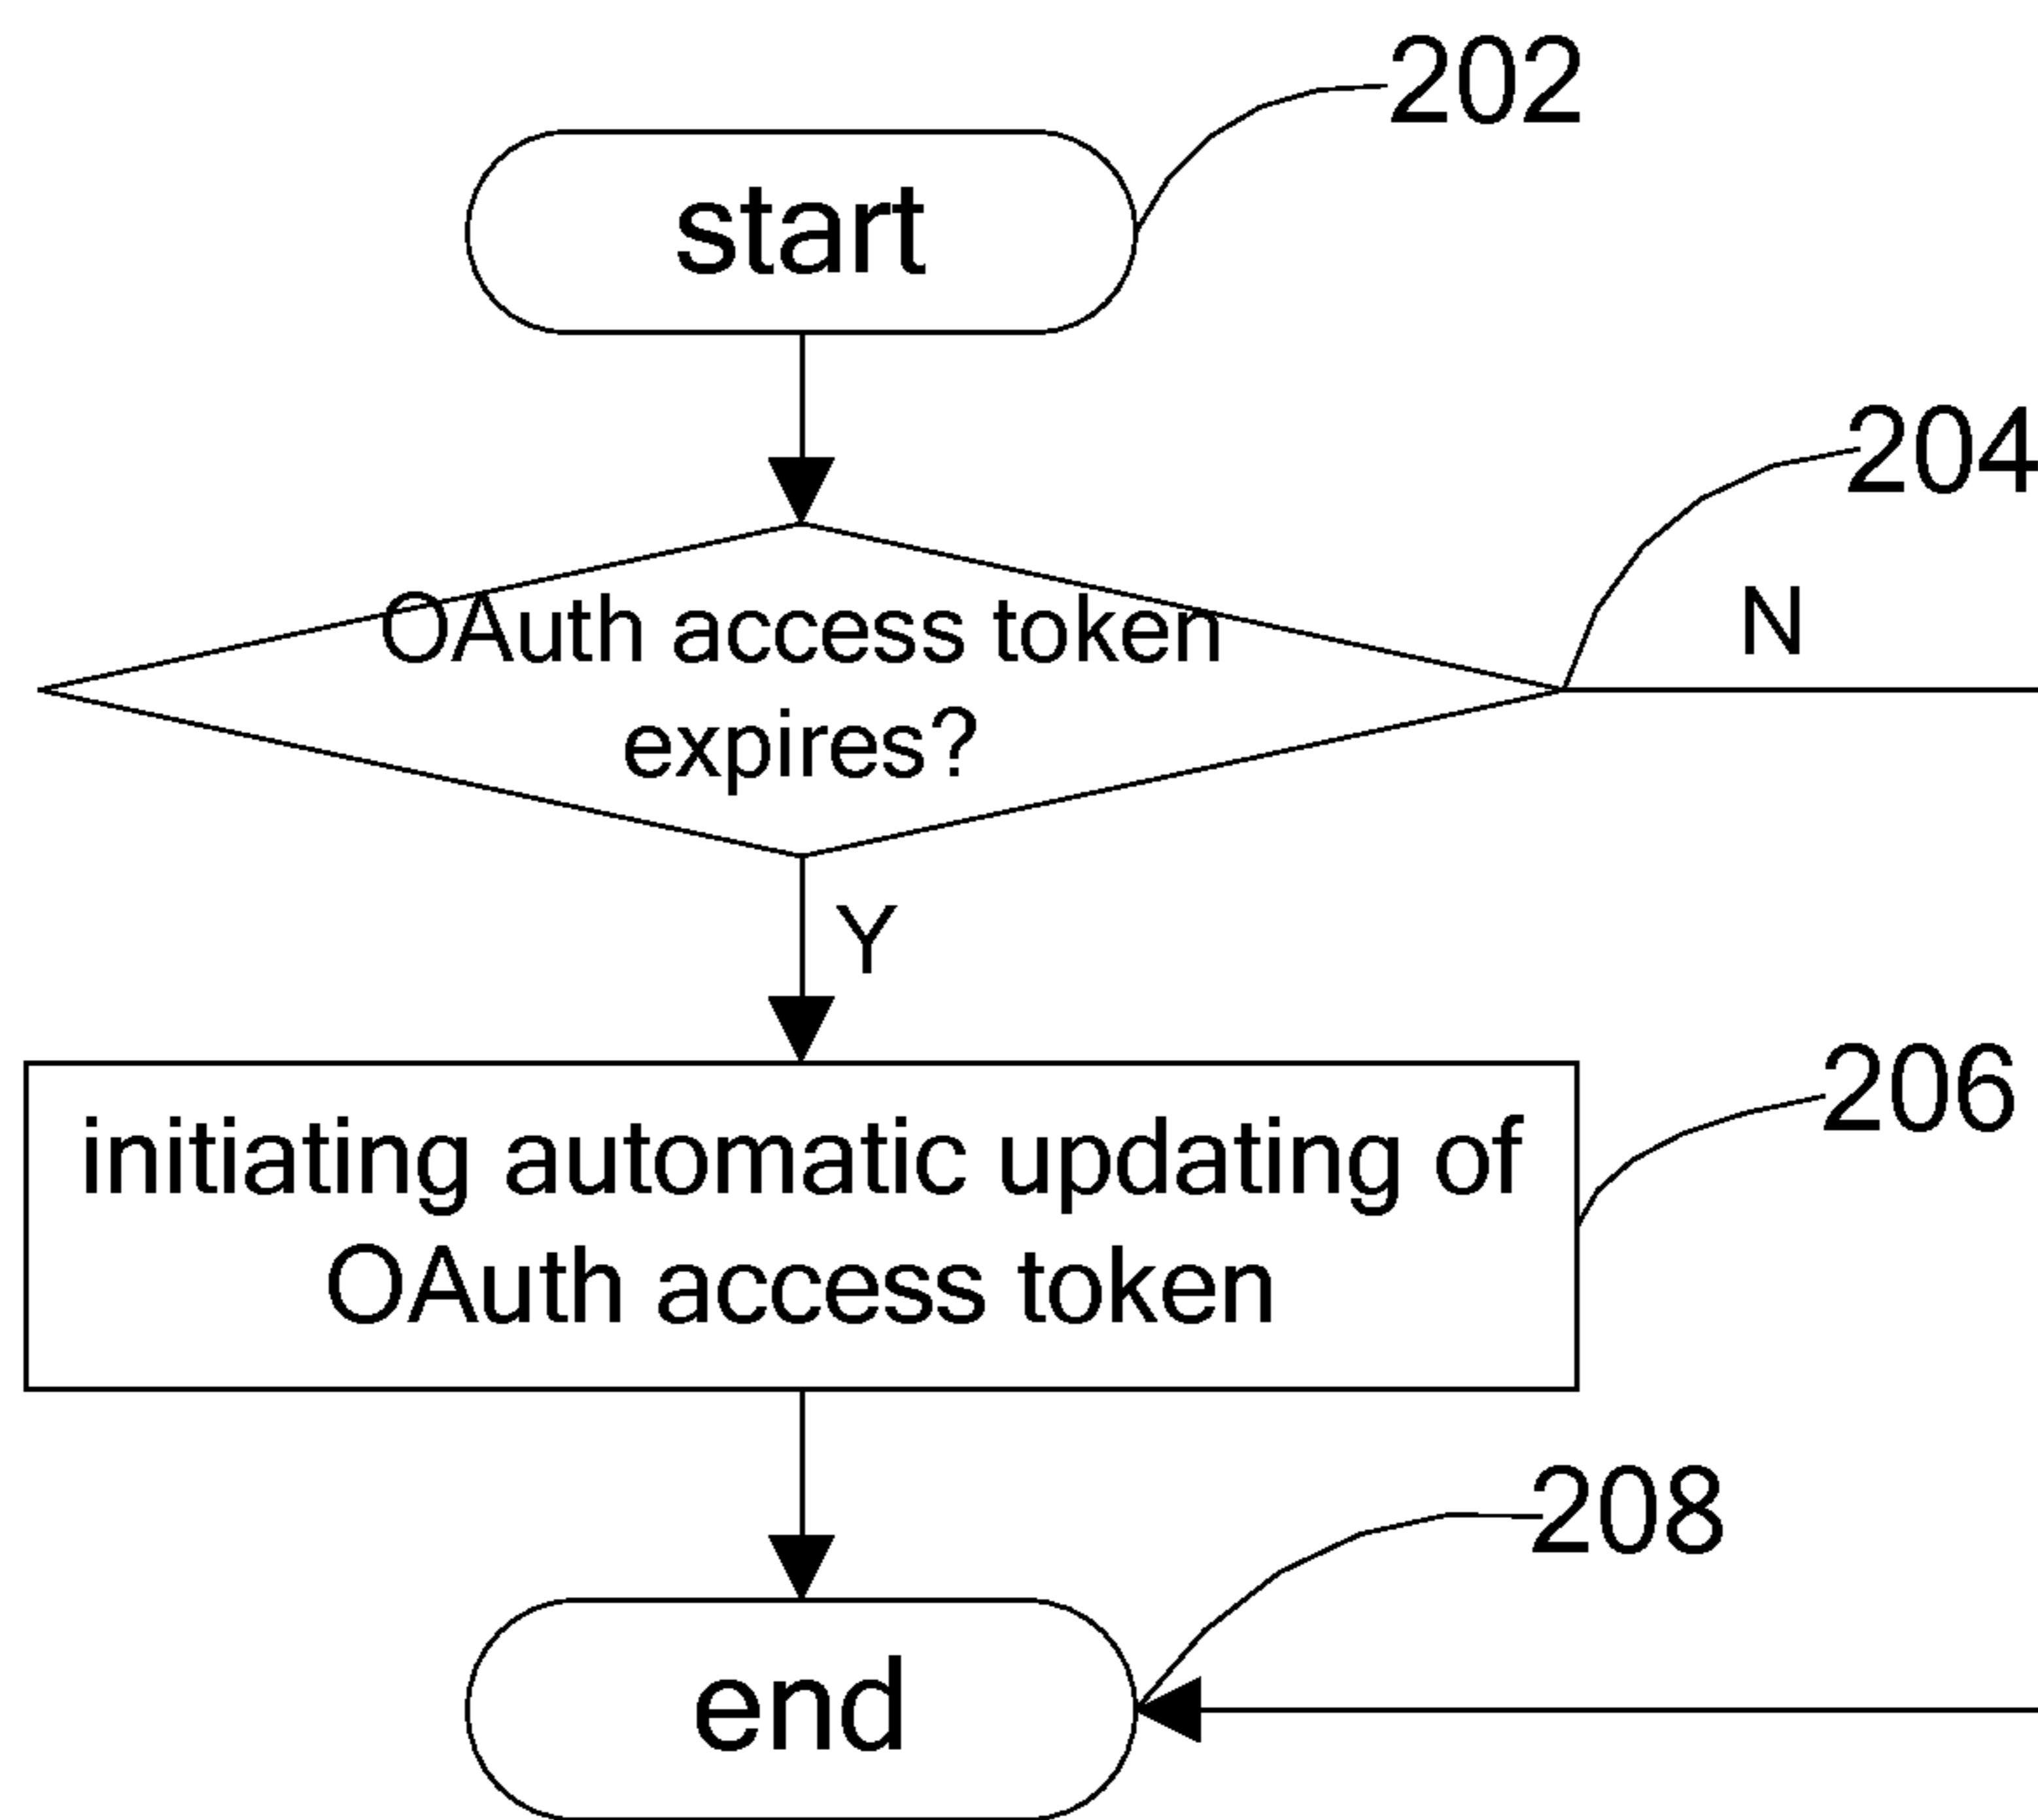 202
start
204
OAuth access token
expires?
N
Y
206
initiating automatic updating of
OAuth access token
208
end